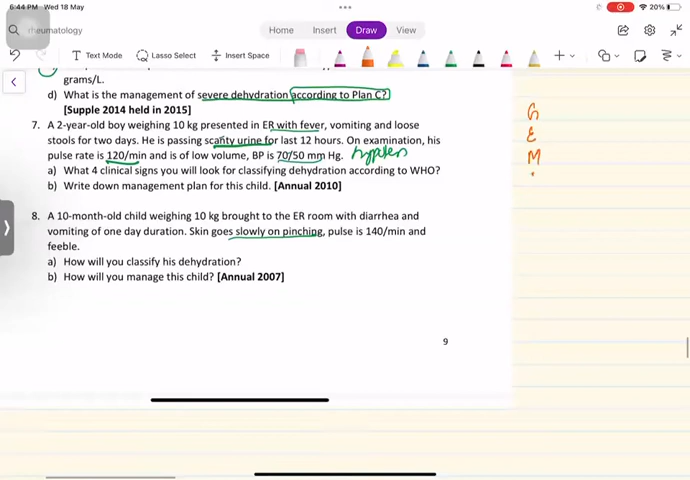 6:44 PM Wed 18 May
20%
rheumatology
Home Insert Draw View
Text Mode Lasso Select Insert Space
grams/L.
d) What is the management of severe dehydration according to Plan C?
[Supple 2014 held in 2015]
7. A 2-year-old boy weighing 10 kg presented in ER with fever, vomiting and loose
stools for two days. He is passing scanty urine for last 12 hours. On examination, his
pulse rate is 120/min and is of low volume, BP is 70/50 mm Hg.
a) What 4 clinical signs you will look for classifying dehydration according to WHO?
b) Write down management plan for this child. [Annual 2010]
8. A 10-month-old child weighing 10 kg brought to the ER room with diarrhea and
vomiting of one day duration. Skin goes slowly on pinching, pulse is 140/min and
feeble.
a) How will you classify his dehydration?
b) How will you manage this child? [Annual 2007]
9
G
E
M